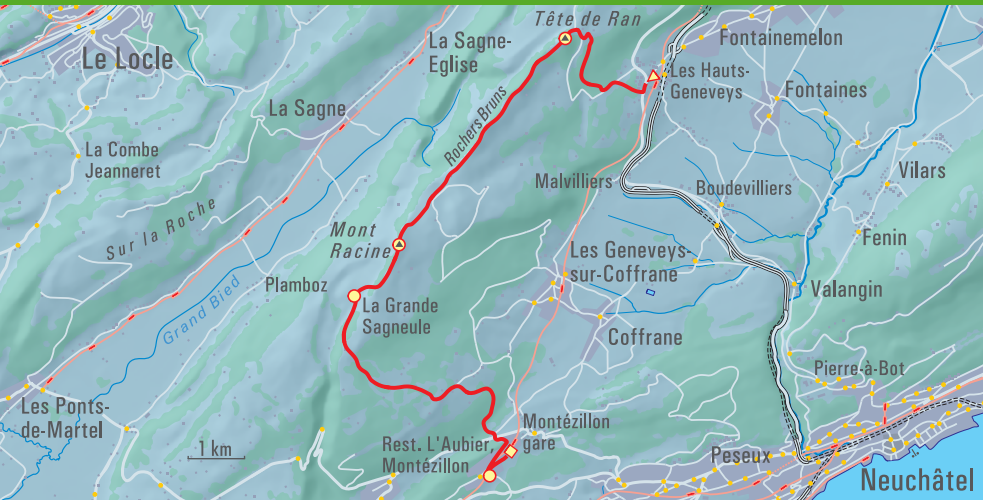 Tête de Ran
Le Locle
La Sagne-
Eglise
Fontainemelon
Les Hauts-
Geneveys
Fontaines
La Sagne
Rochers Bruns
La Combe
Jeanneret
Malvilliers
Boudevilliers
Vilars
Sur la Roche
Mont
Racine
Fenin
Les Geneveys-
sur-Coffrane
Plamboz
Grand Bied
La Grande
Sagneule
Valangin
Coffrane
Pierre-à-Bot
Les Ponts-
de-Martel
Montézillon
gare
1 km
Rest. L'Aubier,
Montézillon
Peseux
Neuchâtel